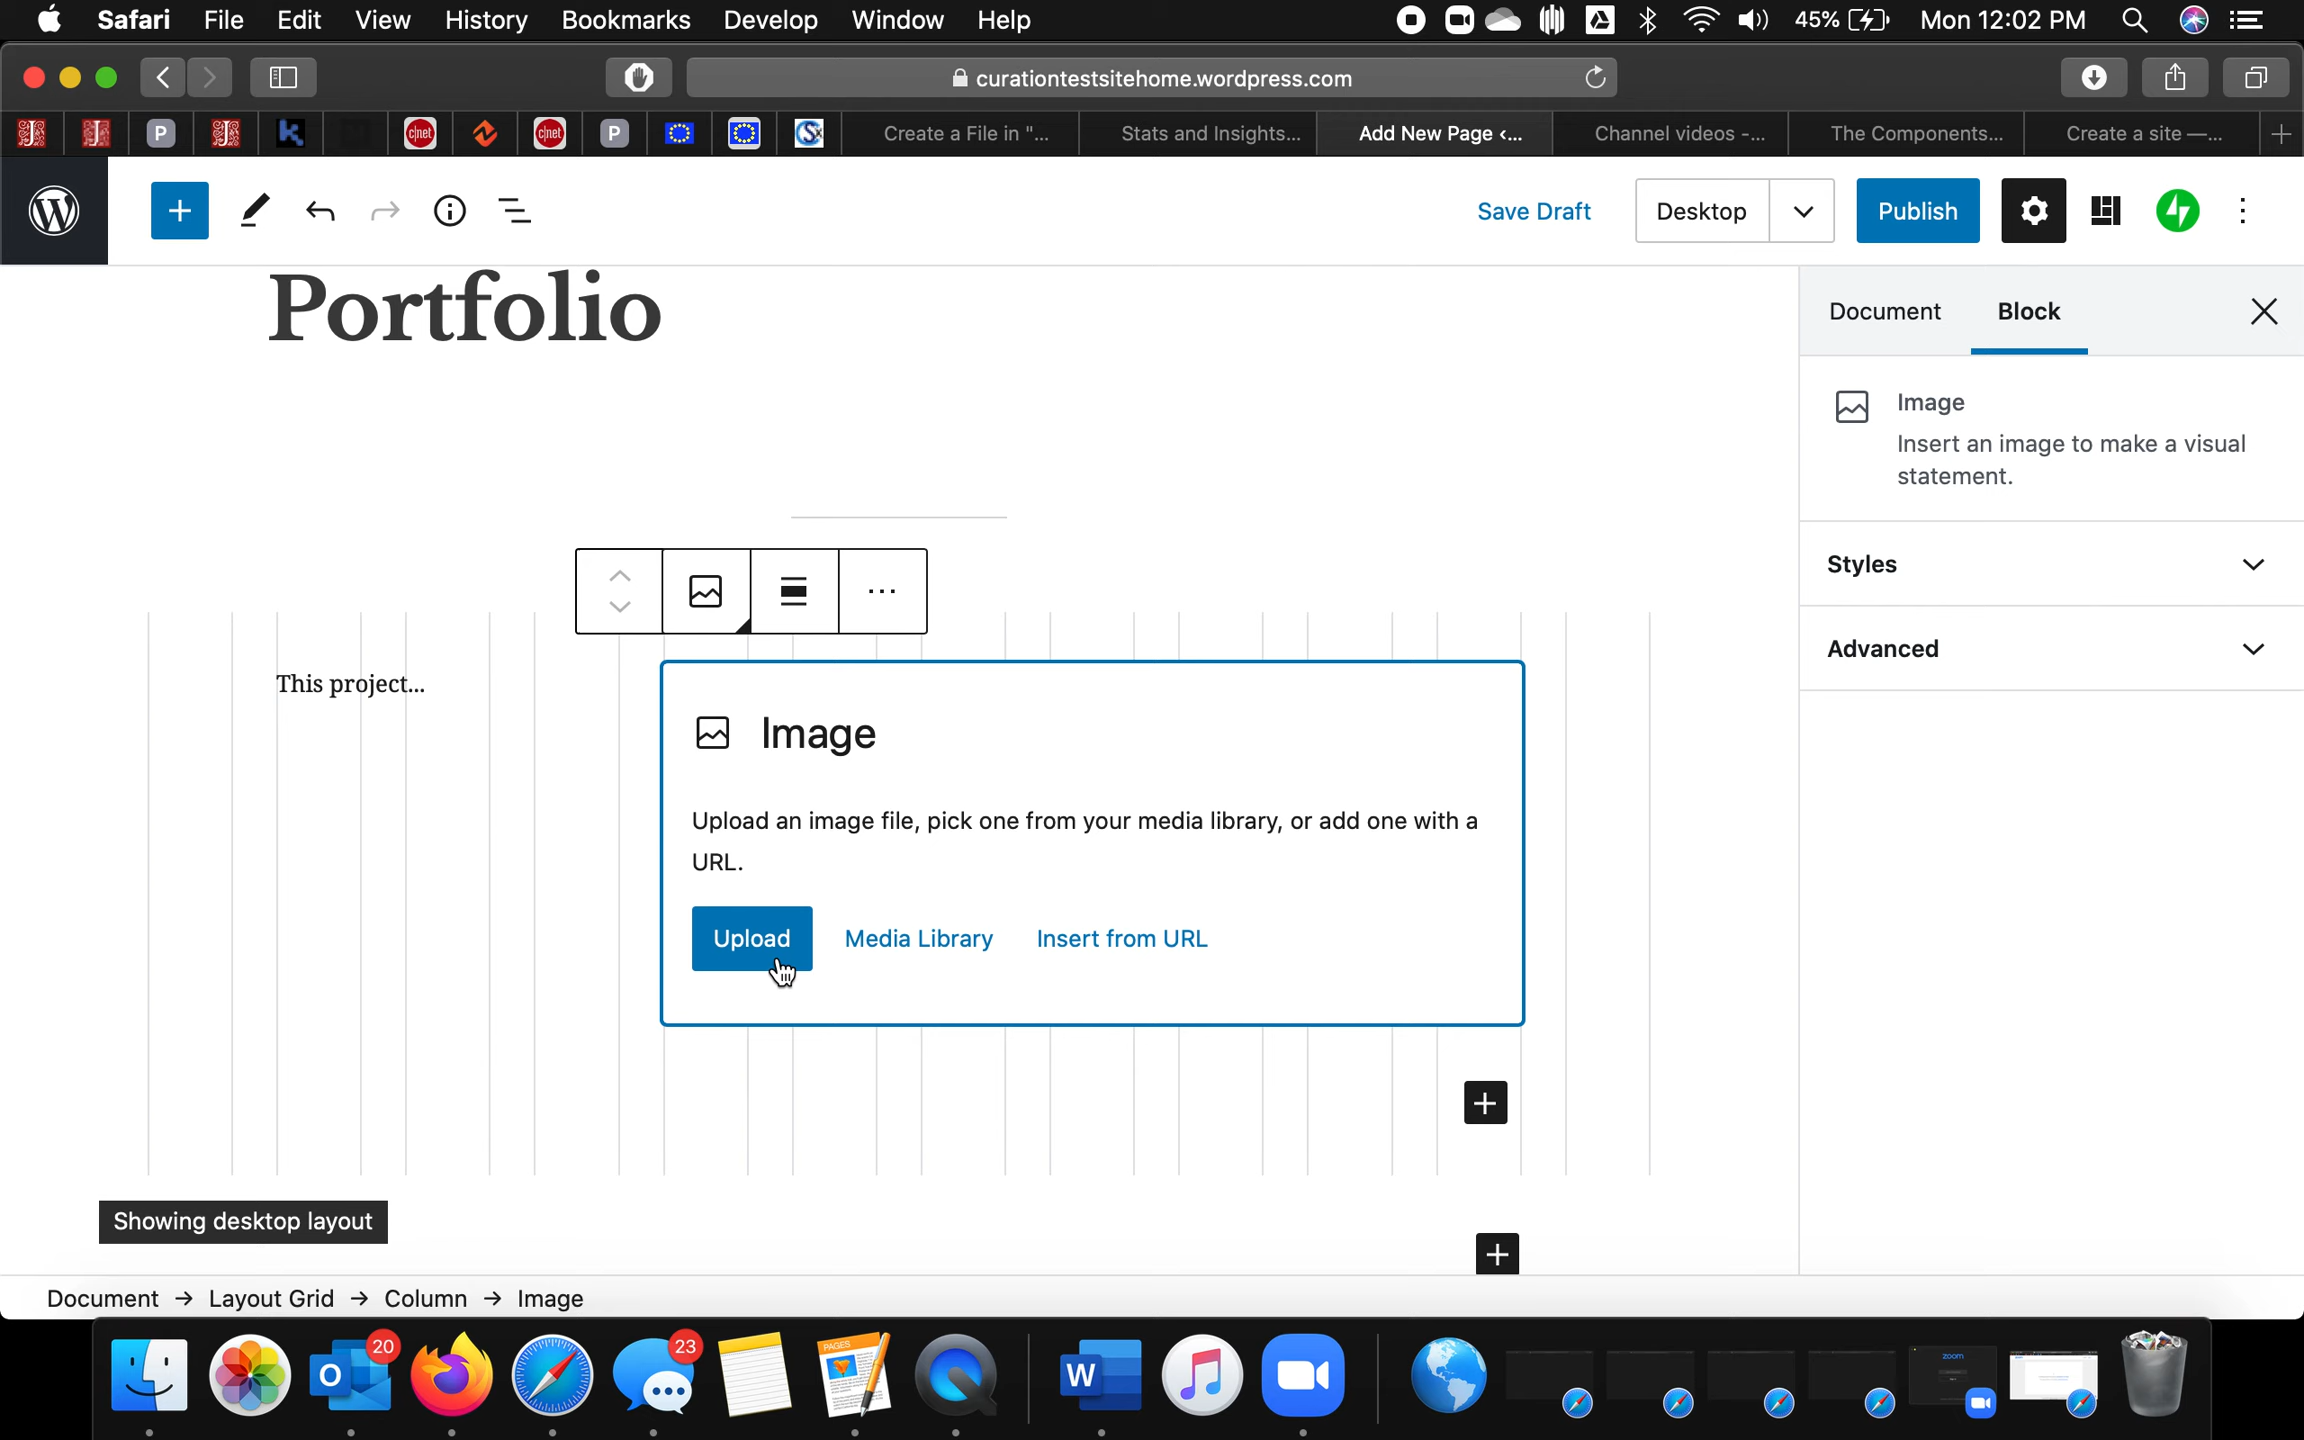 Safari File Edit View History Bookmarks Develop Window Help 45% Mon 12:02 PM
curationtestsitehome.wordpress.com
P c|net c|net P Create a File in "... Stats and Insights... Add New Page <... Channel videos -... The Components... Create a site —...
Save Draft Desktop Publish
Portfolio
Document Block
Image
Insert an image to make a visual
statement.
Styles
Advanced
This project...
Image
Upload an image file, pick one from your media library, or add one with a
URL.
Upload Media Library Insert from URL
Showing desktop layout
Document → Layout Grid → Column → Image
20 23
PAGES
zoom